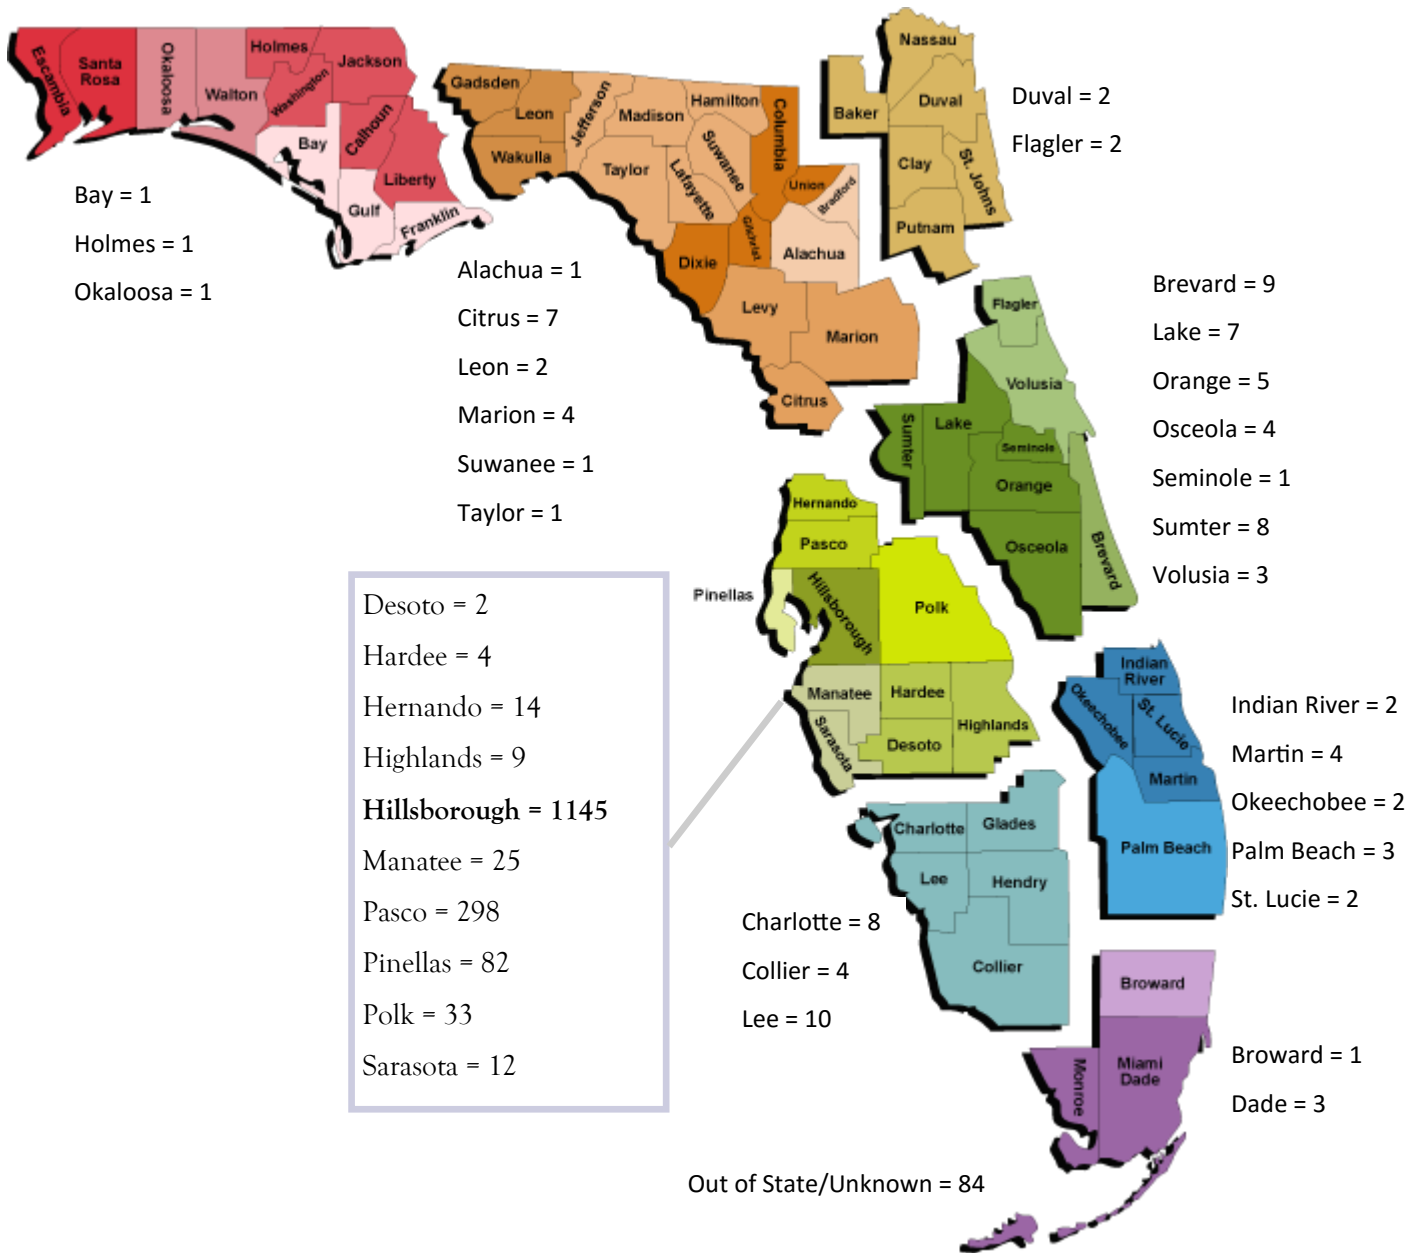 Escambia
Santa
Rosa
Okaloosa
Walton
Holmes
Washington
Jackson
Bay
Calhoun
Liberty
Gulf
Franklin
Bay = 1
Holmes = 1
Okaloosa = 1
Gadsden
Leon
Wakulla
Jefferson
Madison
Hamilton
Taylor
Lafayette
Suwanee
Columbia
Union
Bradford
Gilchrist
Dixie
Alachua
Levy
Marion
Citrus
Alachua = 1
Citrus = 7
Leon = 2
Marion = 4
Suwanee = 1
Taylor = 1
Nassau
Baker
Duval
Clay
St. Johns
Putnam
Duval = 2
Flagler = 2
Flagler
Volusia
Sumter
Lake
Seminole
Orange
Osceola
Brevard
Brevard = 9
Lake = 7
Orange = 5
Osceola = 4
Seminole = 1
Sumter = 8
Volusia = 3
Hernando
Pasco
Pinellas
Hillsborough
Polk
Manatee
Hardee
Sarasota
Desoto
Highlands
Desoto = 2
Hardee = 4
Hernando = 14
Highlands = 9
Hillsborough = 1145
Manatee = 25
Pasco = 298
Pinellas = 82
Polk = 33
Sarasota = 12
Indian
River
Okeechobee
St. Lucie
Martin
Palm Beach
Indian River = 2
Martin = 4
Okeechobee = 2
Palm Beach = 3
St. Lucie = 2
Charlotte
Glades
Lee
Hendry
Collier
Charlotte = 8
Collier = 4
Lee = 10
Broward
Miami
Dade
Monroe
Broward = 1
Dade = 3
Out of State/Unknown = 84